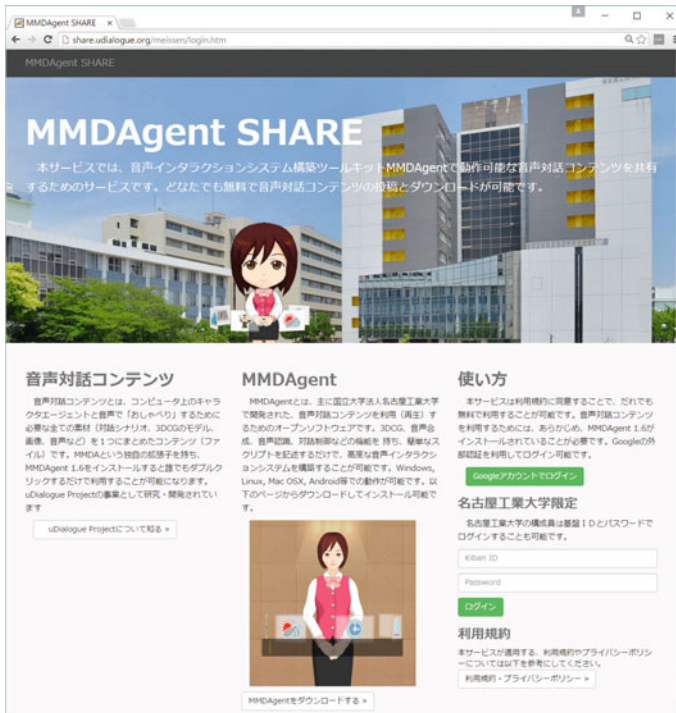 MMDAgent SHARE
share.udialogue.org/meissen/login.htm
MMDAgent SHARE
MMDAgent SHARE
本サービスでは、音声インタラクションシステム構築ツールキットMMDAgentで動作可能な音声対話コンテンツを共有
するためのサービスです。どなたでも無料で音声対話コンテンツの投稿とダウンロードが可能です。
音声対話コンテンツ
音声対話コンテンツとは、コンピュータ上のキャラ
クタエージェントと音声で「おしゃべり」するために
必要な全ての素材（対話シナリオ、3DCGのモデル、
画像、音声など）を１つにまとめたコンテンツ（ファ
イル）です。MMDAという独自の拡張子を持ち、
MMDAgent 1.6をインストールすると誰でもダブルク
リックするだけで利用することが可能になります。
uDialogue Projectの事業として研究・開発されてい
ます
uDialogue Projectについて知る »
MMDAgent
MMDAgentとは、主に国立大学法人名古屋工業大学
で開発された、音声対話コンテンツを利用（再生）す
るためのオープンソフトウェアです。3DCG、音声合
成、音声認識、対話制御などの機能を 持ち、簡単なス
クリプトを記述するだけで、高度な音声インタラクシ
ョンシステムを構築することが可能です。Windows,
Linux, Mac OSX, Android等での動作が可能です。以
下のページからダウンロードしてインストール可能で
す。
MMDAgentをダウンロードする »
使い方
本サービスは利用規約に同意することで、だれでも
無料で利用することが可能です。音声対話コンテンツ
を利用するためには、あらかじめ、MMDAgent 1.6が
インストールされていることが必要です。Googleの外
部認証を利用してログイン可能です。
Googleアカウントでログイン
名古屋工業大学限定
名古屋工業大学の構成員は基盤ＩＤとパスワードで
ログインすることも可能です。
Kiban ID
Password
ログイン
利用規約
本サービスが適用する、利用規約やプライバシーポリシ
ーについては以下を参考にしてください。
利用規約・プライバシーポリシー »